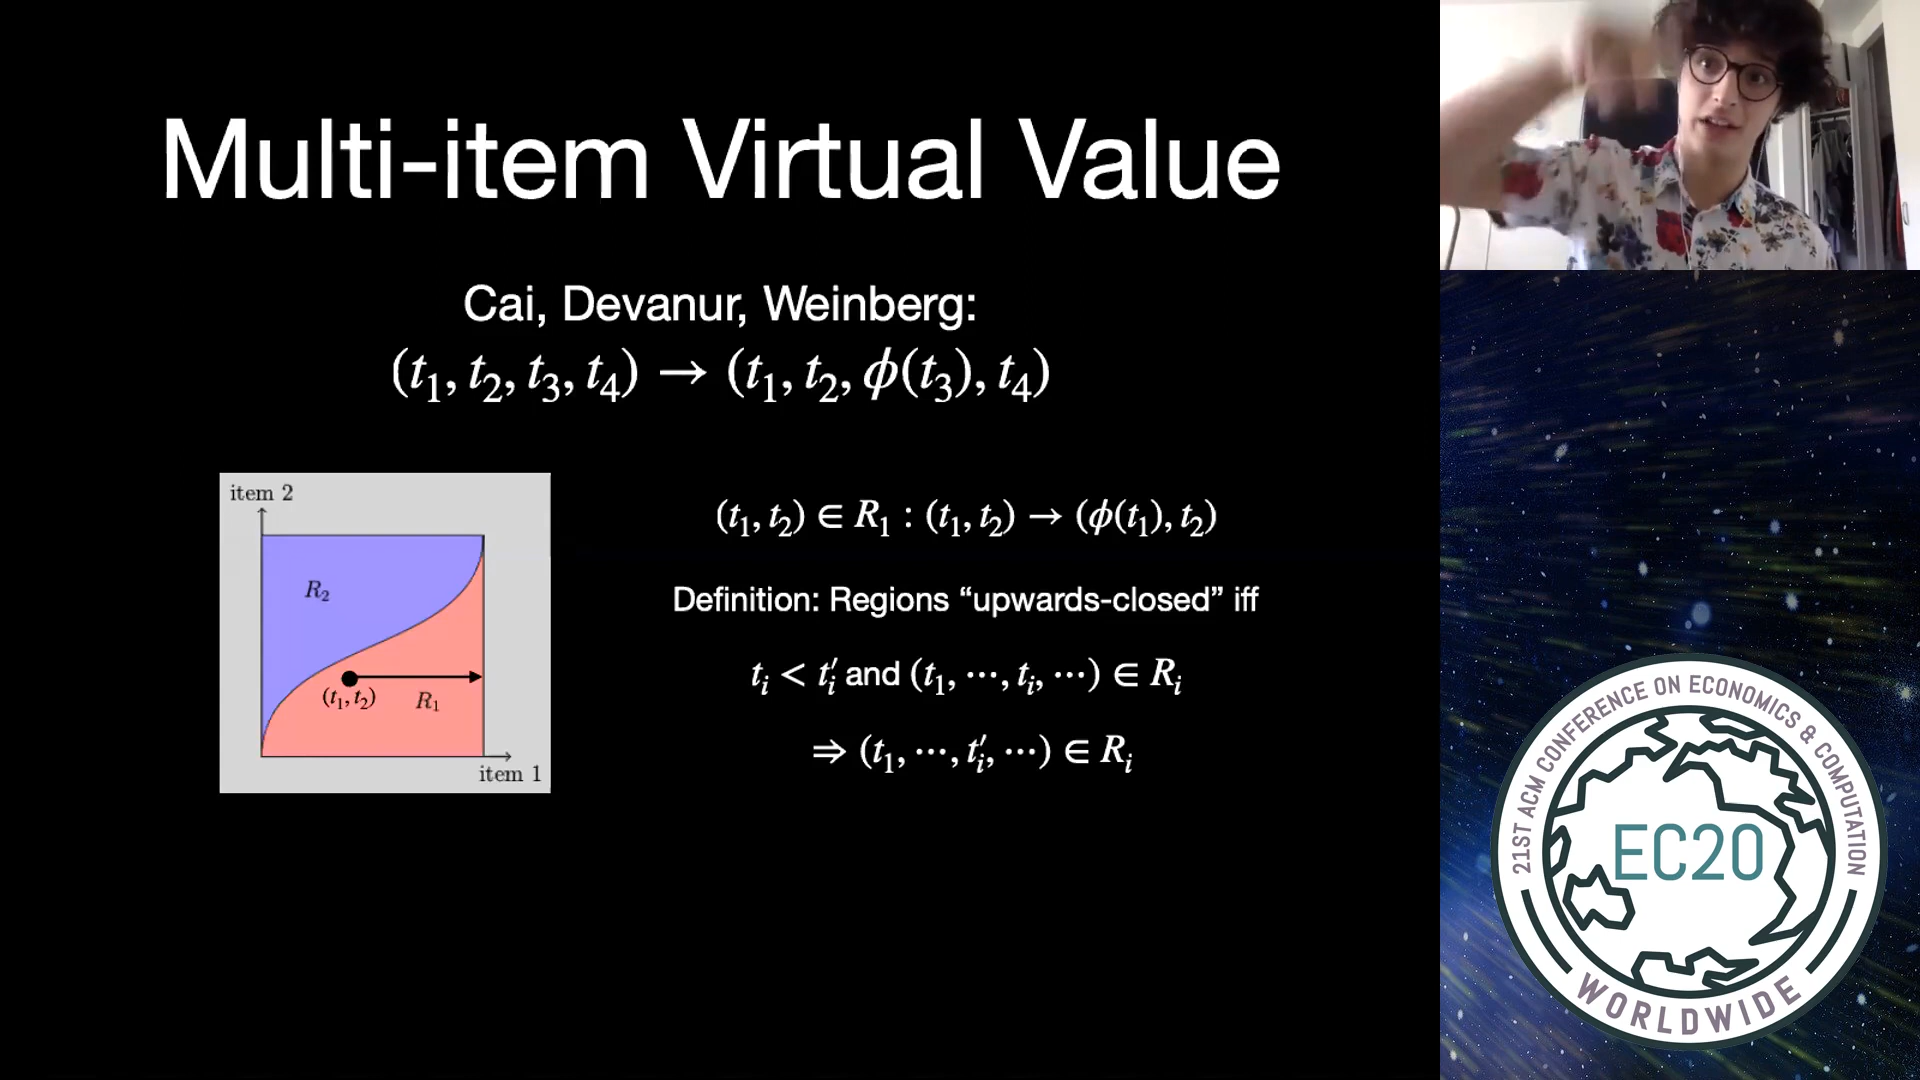 Multi-item Virtual Value
Cai, Devanur, Weinberg:
(t₁, t₂, t₃, t₄) → (t₁, t₂, ϕ(t₃), t₄)
item 2
R₂
(t₁, t₂)
R₁
item 1
(t₁, t₂) ∈ R₁ : (t₁, t₂) → (ϕ(t₁), t₂)
Definition: Regions “upwards-closed” iff
tᵢ < tᵢ′ and (t₁, ⋯, tᵢ, ⋯) ∈ Rᵢ
⇒ (t₁, ⋯, tᵢ′, ⋯) ∈ Rᵢ
21ST ACM CONFERENCE ON ECONOMICS & COMPUTATION
EC20
WORLDWIDE